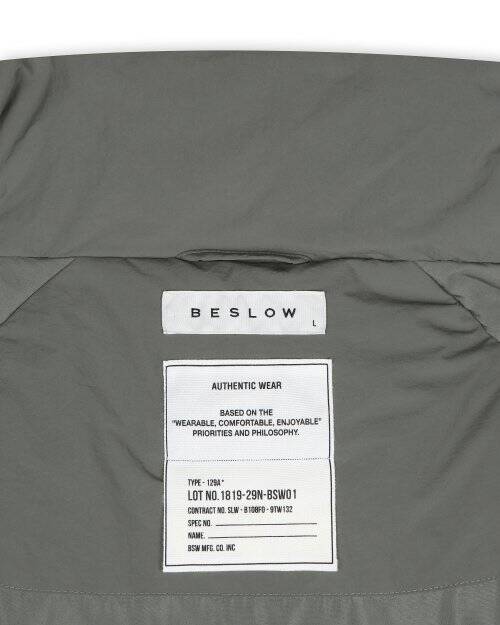 BESLOW
L
AUTHENTIC WEAR
BASED ON THE
"WEARABLE, COMFORTABLE, ENJOYABLE"
PRIORITIES AND PHILOSOPHY.
TYPE - 129A*
LOT NO.1819-29N-BSW01
CONTRACT NO. SLW - B108F0 - 9TW132
SPEC NO.
NAME.
BSW MFG. CO. INC